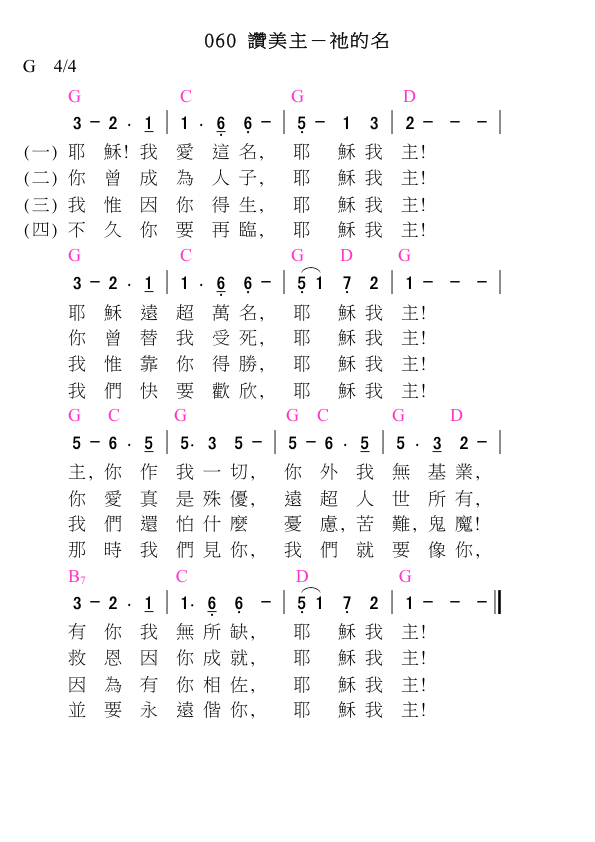 060 讚美主－祂的名
G 4/4
G C G D
3 － 2 . 1 | 1 . 6 6 － | 5 － 1 3 | 2 － － － |
(一) 耶 穌! 我 愛 這 名, 耶 穌 我 主!
(二) 你 曾 成 為 人 子, 耶 穌 我 主!
(三) 我 惟 因 你 得 生, 耶 穌 我 主!
(四) 不 久 你 要 再 臨, 耶 穌 我 主!
G C G D G
3 － 2 . 1 | 1 . 6 6 － | 5 1 7 2 | 1 － － － |
耶 穌 遠 超 萬 名, 耶 穌 我 主!
你 曾 替 我 受 死, 耶 穌 我 主!
我 惟 靠 你 得 勝, 耶 穌 我 主!
我 們 快 要 歡 欣, 耶 穌 我 主!
G C G G C G D
5 － 6 . 5 | 5 . 3 5 － | 5 － 6 . 5 | 5 . 3 2 － |
主, 你 作 我 一 切, 你 外 我 無 基 業,
你 愛 真 是 殊 優, 遠 超 人 世 所 有,
我 們 還 怕 什 麼 憂 慮, 苦 難, 鬼 魔!
那 時 我 們 見 你, 我 們 就 要 像 你,
B7 C D G
3 － 2 . 1 | 1 . 6 6 － | 5 1 7 2 | 1 － － ||
有 你 我 無 所 缺, 耶 穌 我 主!
救 恩 因 你 成 就, 耶 穌 我 主!
因 為 有 你 相 佐, 耶 穌 我 主!
並 要 永 遠 偕 你, 耶 穌 我 主!